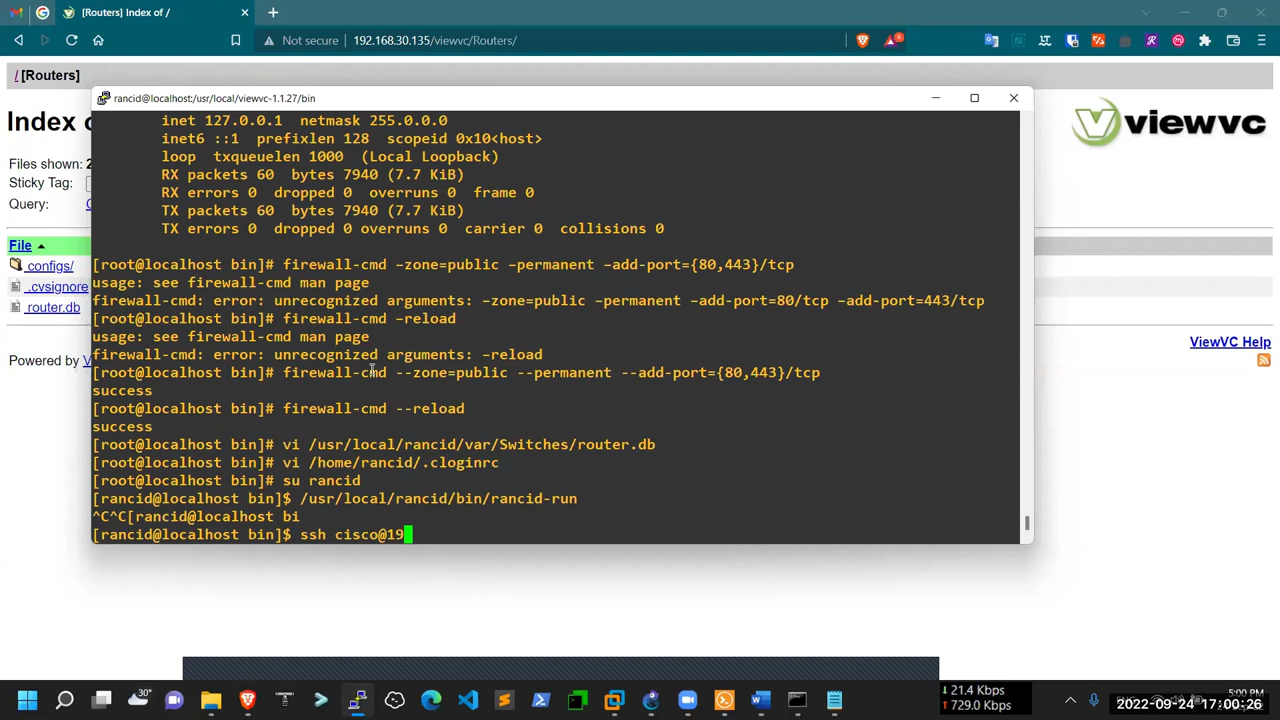 [Routers] Index of /
Not secure
192.168.30.135/viewvc/Routers/
/ [Routers]
Index o
viewvc
Files shown: 2
Sticky Tag:
Query:
File
configs/
.cvsignore
router.db
Powered by V
ViewVC Help
rancid@localhost:/usr/local/viewvc-1.1.27/bin
inet 127.0.0.1 netmask 255.0.0.0
inet6 ::1 prefixlen 128 scopeid 0x10<host>
loop txqueuelen 1000 (Local Loopback)
RX packets 60 bytes 7940 (7.7 KiB)
RX errors 0 dropped 0 overruns 0 frame 0
TX packets 60 bytes 7940 (7.7 KiB)
TX errors 0 dropped 0 overruns 0 carrier 0 collisions 0
[root@localhost bin]# firewall-cmd –zone=public –permanent –add-port={80,443}/tcp
usage: see firewall-cmd man page
firewall-cmd: error: unrecognized arguments: –zone=public –permanent –add-port=80/tcp –add-port=443/tcp
[root@localhost bin]# firewall-cmd –reload
usage: see firewall-cmd man page
firewall-cmd: error: unrecognized arguments: –reload
[root@localhost bin]# firewall-cmd --zone=public --permanent --add-port={80,443}/tcp
success
[root@localhost bin]# firewall-cmd --reload
success
[root@localhost bin]# vi /usr/local/rancid/var/Switches/router.db
[root@localhost bin]# vi /home/rancid/.cloginrc
[root@localhost bin]# su rancid
[rancid@localhost bin]$ /usr/local/rancid/bin/rancid-run
^C^C[rancid@localhost bi
[rancid@localhost bin]$ ssh cisco@19
30°
21.4 Kbps
729.0 Kbps
5:00 PM
2022-09-24 17:00:26